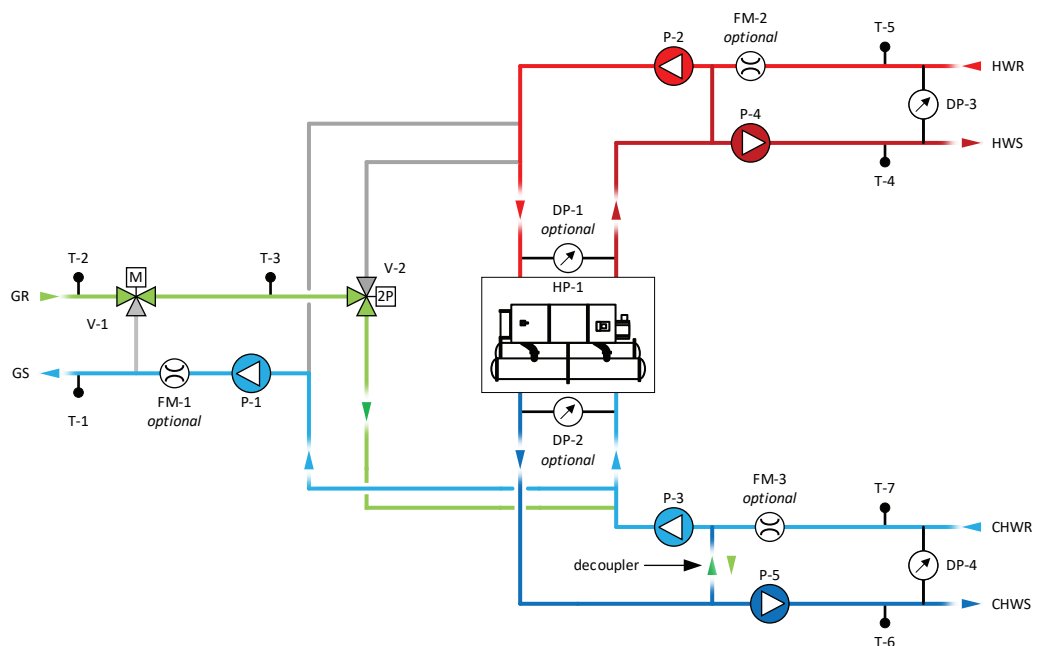 FM-2
optional
T-5
P-2
HWR
DP-3
P-4
HWS
T-4
DP-1
optional
T-2
M
T-3
V-2
HP-1
GR
2P
V-1
GS
T-1
FM-1
optional
P-1
DP-2
optional
FM-3
optional
T-7
P-3
CHWR
decoupler
DP-4
P-5
CHWS
T-6